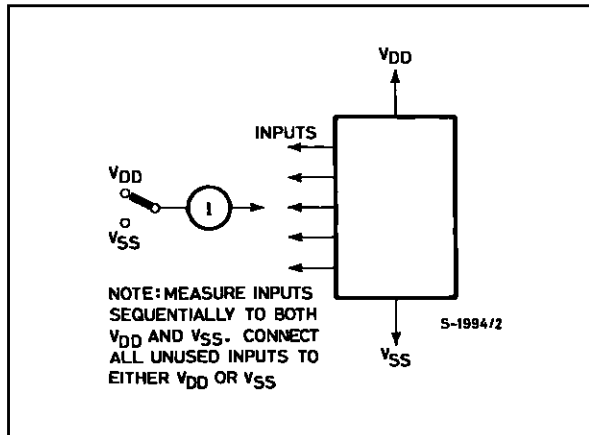 VDD
INPUTS
VDD
I
VSS
NOTE: MEASURE INPUTS
SEQUENTIALLY TO BOTH
VDD AND VSS. CONNECT
ALL UNUSED INPUTS TO
EITHER VDD OR VSS
S-1994/2
VSS